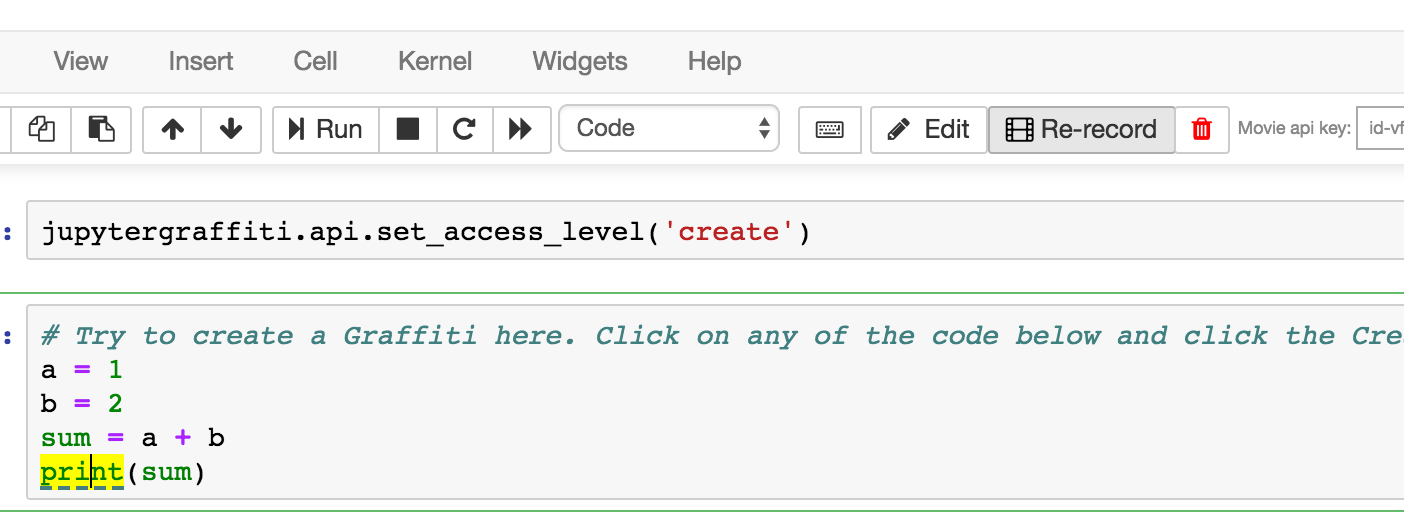 View Insert Cell Kernel Widgets Help
Run Code Edit Re-record Movie api key: id-vf
: jupytergraffiti.api.set_access_level('create')
: # Try to create a Graffiti here. Click on any of the code below and click the Cre
a = 1
b = 2
sum = a + b
print(sum)